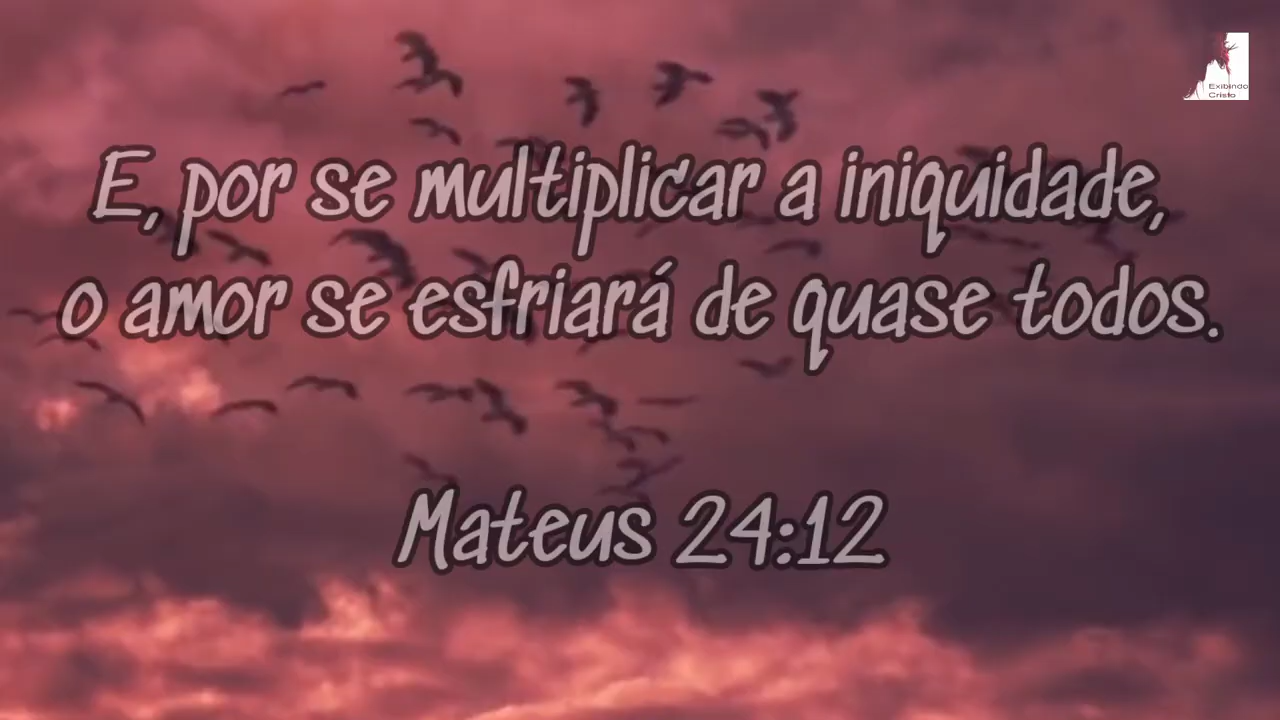 Exibindo
Cristo
E, por se multiplicar a iniquidade,
o amor se esfriará de quase todos.
Mateus 24:12